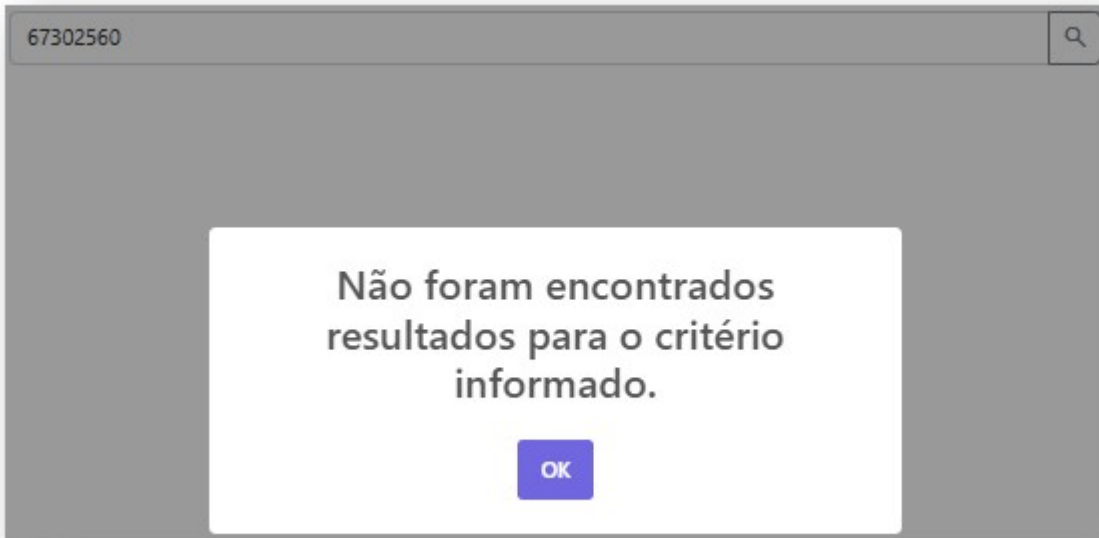 67302560
Não foram encontrados
resultados para o critério
informado.
OK